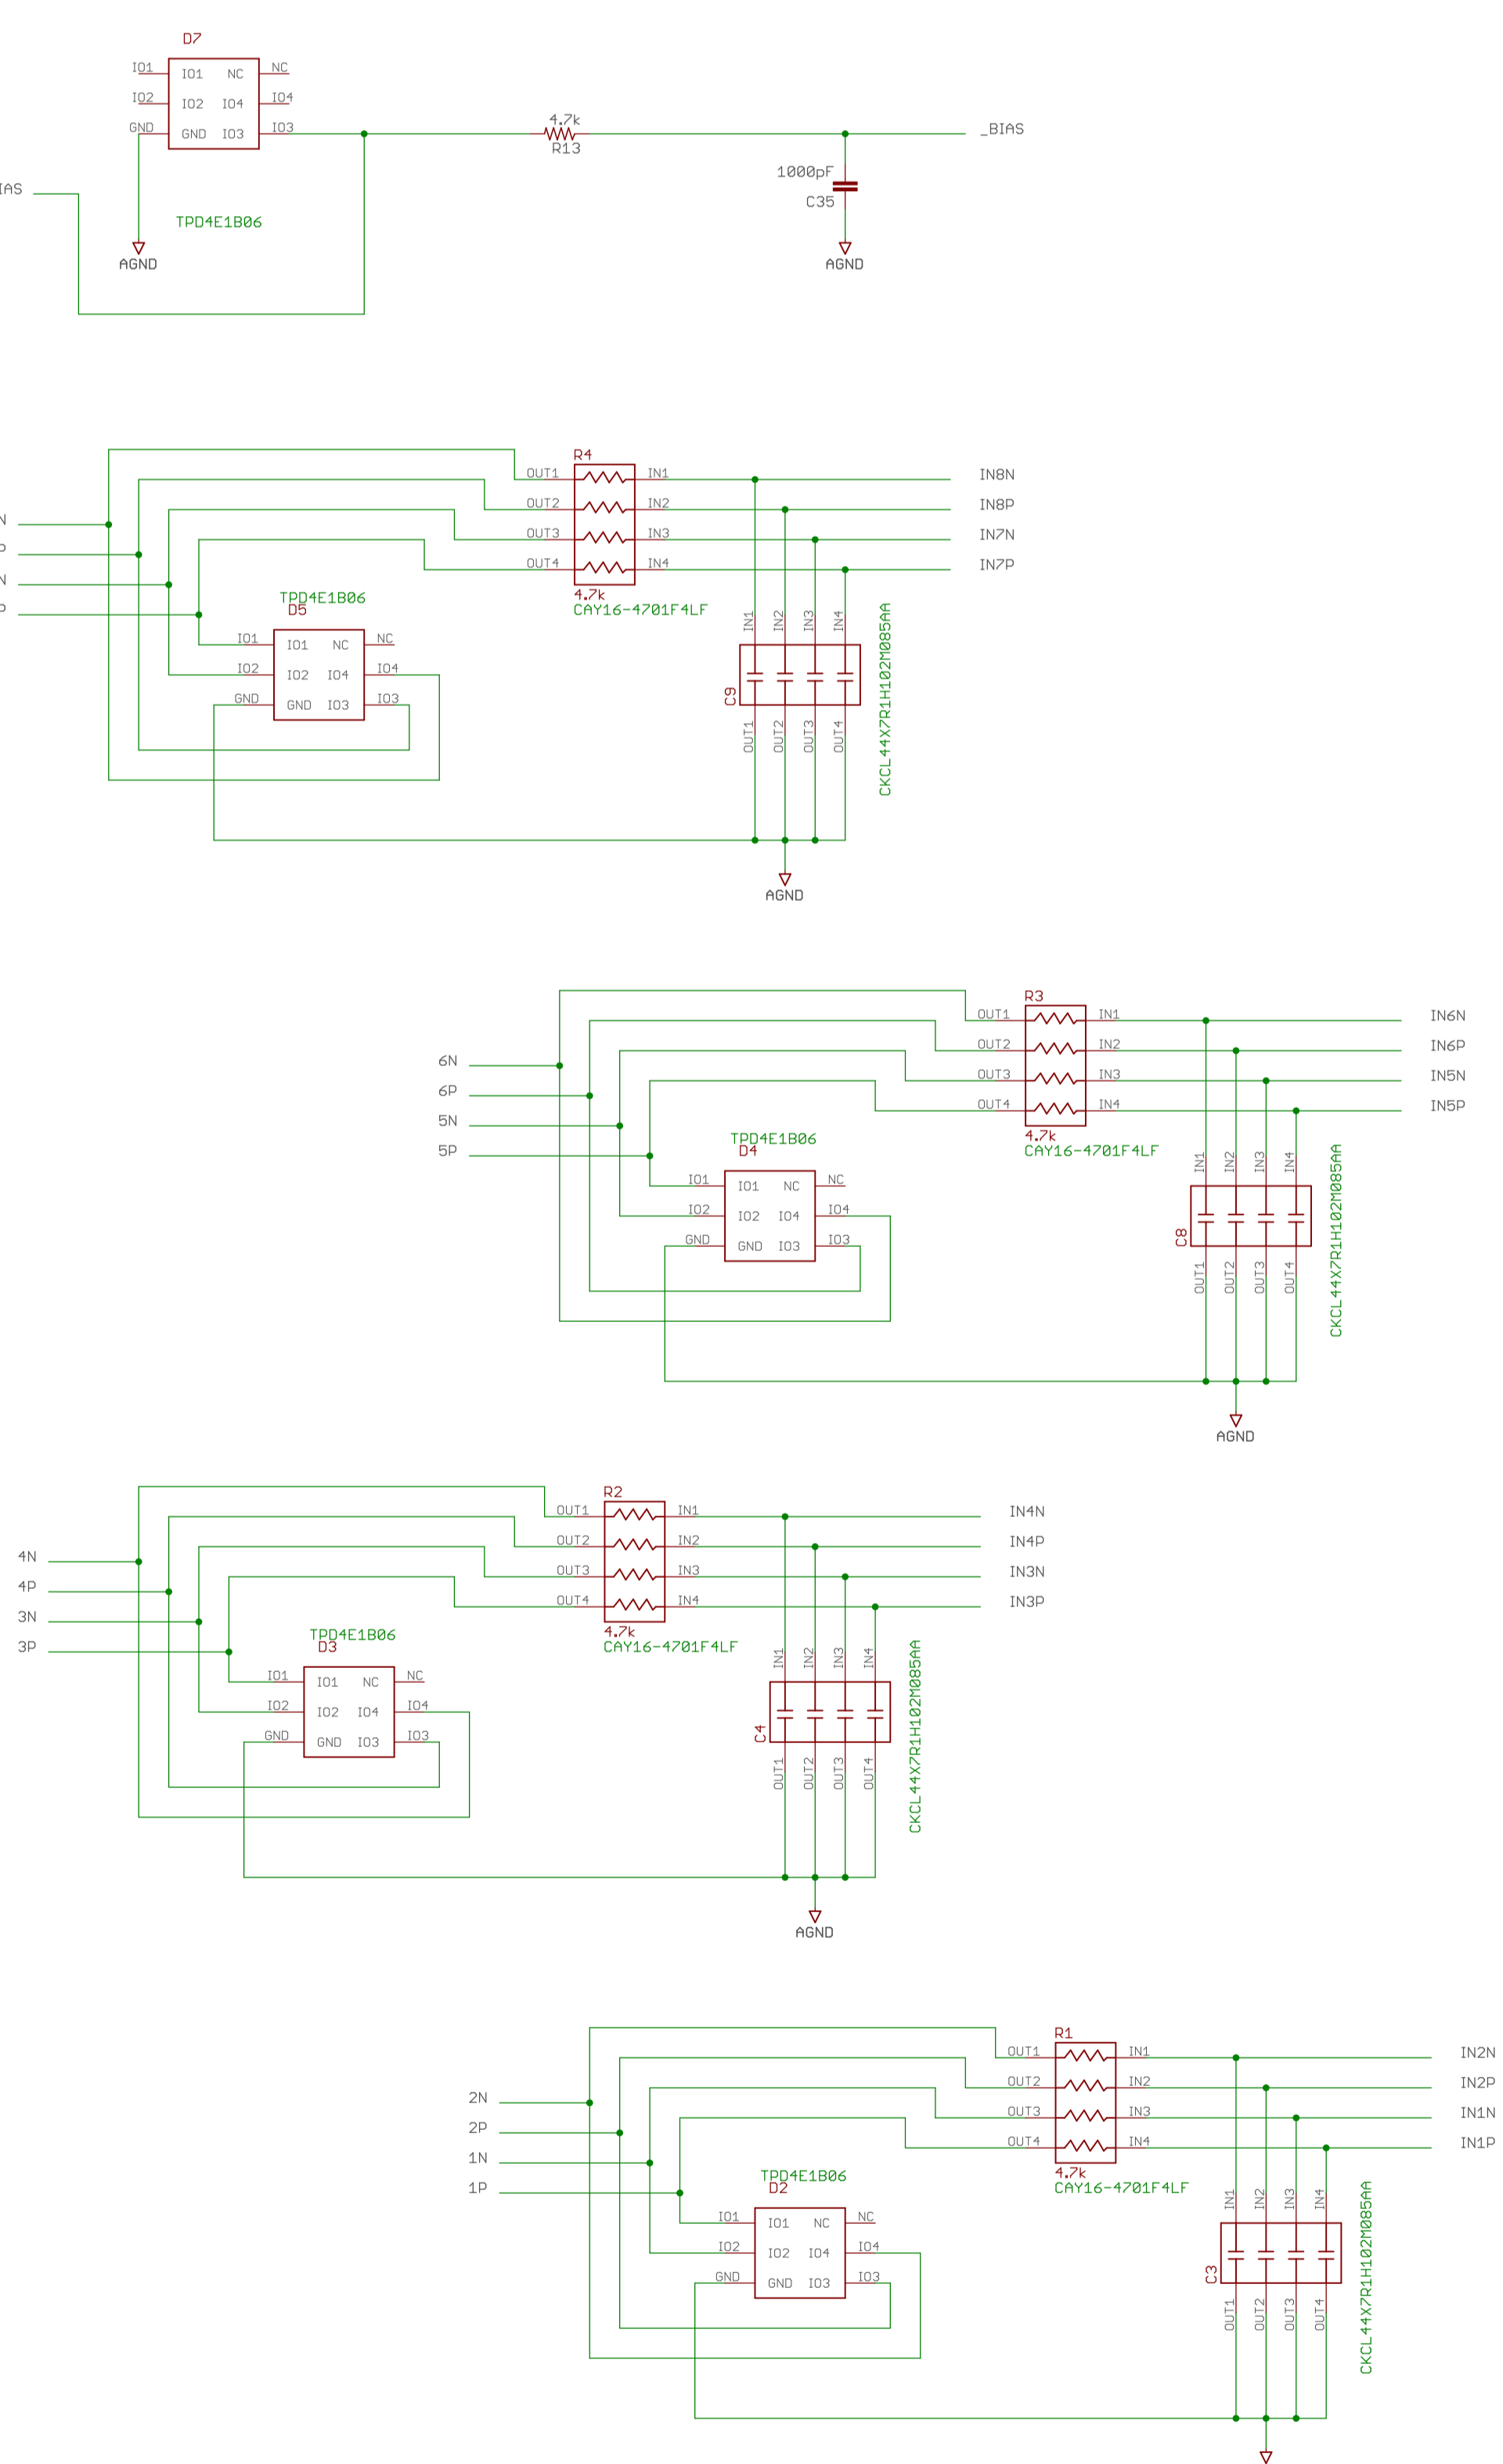 D7
IO1 IO1 NC NC
IO2 IO2 IO4 IO4
GND GND IO3 IO3
4.7k
R13
_BIAS
1000pF
C35
IAS
TPD4E1B06
AGND
AGND
R4
OUT1 IN1 IN8N
OUT2 IN2 IN8P
N
OUT3 IN3 IN7N
P
OUT4 IN4 IN7P
N
4.7k
CAY16-4701F4LF
P
TPD4E1B06
D5
IO1 IO1 NC NC
IO2 IO2 IO4 IO4
GND GND IO3 IO3
IN1 IN2 IN3 IN4
C9
OUT1 OUT2 OUT3 OUT4
CKCL44X7R1H102M085AA
AGND
R3
OUT1 IN1 IN6N
OUT2 IN2 IN6P
6N
OUT3 IN3 IN5N
6P
OUT4 IN4 IN5P
5N
5P
4.7k
CAY16-4701F4LF
TPD4E1B06
D4
IO1 IO1 NC NC
IO2 IO2 IO4 IO4
GND GND IO3 IO3
IN1 IN2 IN3 IN4
C8
OUT1 OUT2 OUT3 OUT4
CKCL44X7R1H102M085AA
AGND
R2
OUT1 IN1 IN4N
OUT2 IN2 IN4P
4N
OUT3 IN3 IN3N
4P
OUT4 IN4 IN3P
3N
3P
4.7k
CAY16-4701F4LF
TPD4E1B06
D3
IO1 IO1 NC NC
IO2 IO2 IO4 IO4
GND GND IO3 IO3
IN1 IN2 IN3 IN4
C4
OUT1 OUT2 OUT3 OUT4
CKCL44X7R1H102M085AA
AGND
R1
OUT1 IN1 IN2N
OUT2 IN2 IN2P
2N
OUT3 IN3 IN1N
2P
OUT4 IN4 IN1P
1N
1P
4.7k
CAY16-4701F4LF
TPD4E1B06
D2
IO1 IO1 NC NC
IO2 IO2 IO4 IO4
GND GND IO3 IO3
IN1 IN2 IN3 IN4
C3
OUT1 OUT2 OUT3 OUT4
CKCL44X7R1H102M085AA